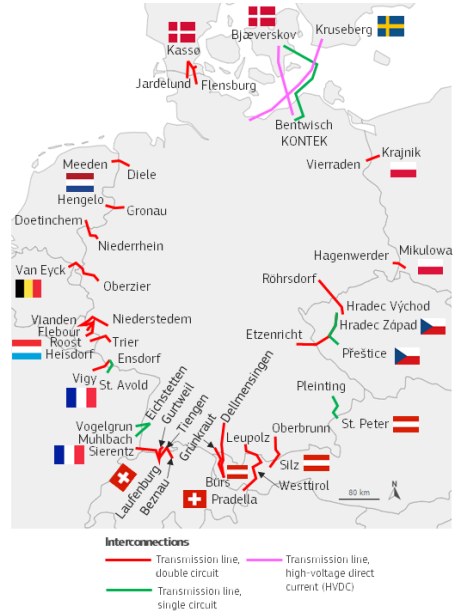 Kruseberg
Bjæverskov
Kassø
Jardelund
Flensburg
Bentwisch
KONTEK
Krajnik
Vierraden
Meeden
Diele
Hengelo
Gronau
Doetinchem
Niederrhein
Mikulowa
Hagenwerder
Van Eyck
Oberzier
Röhrsdorf
Hradec Východ
Hradec Západ
Vianden
Niederstedem
Flebour
Roost
Trier
Heisdorf
Etzenricht
Přeštice
Ensdorf
Vigy
St. Avold
Pleinting
Eichstetten
Gurtweil
Tiengen
Grünkraut
Dellmensingen
Vogelgrun
Muhlbach
Sierentz
Leupolz
Oberbrunn
St. Peter
Laufenburg
Beznau
Bürs
Pradella
Silz
Westtirol
80 km
N
Interconnections
Transmission line,
double circuit
Transmission line,
single circuit
Transmission line,
high-voltage direct
current (HVDC)